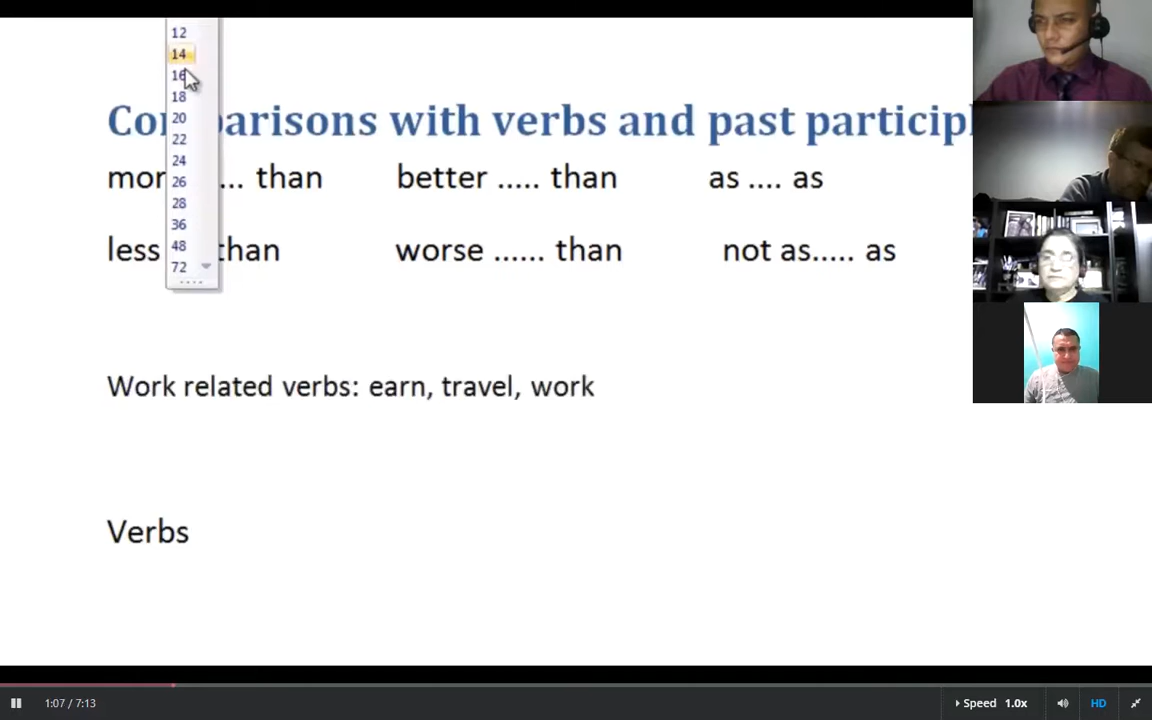 12
14
16
18
20
22
24
26
28
36
48
72
Comparisons with verbs and past
mor ... than better ..... than as .... as
less than worse ...... than not as..... as
Work related verbs: earn, travel, work
Verbs
1:07 / 7:13 Speed 1.0x HD